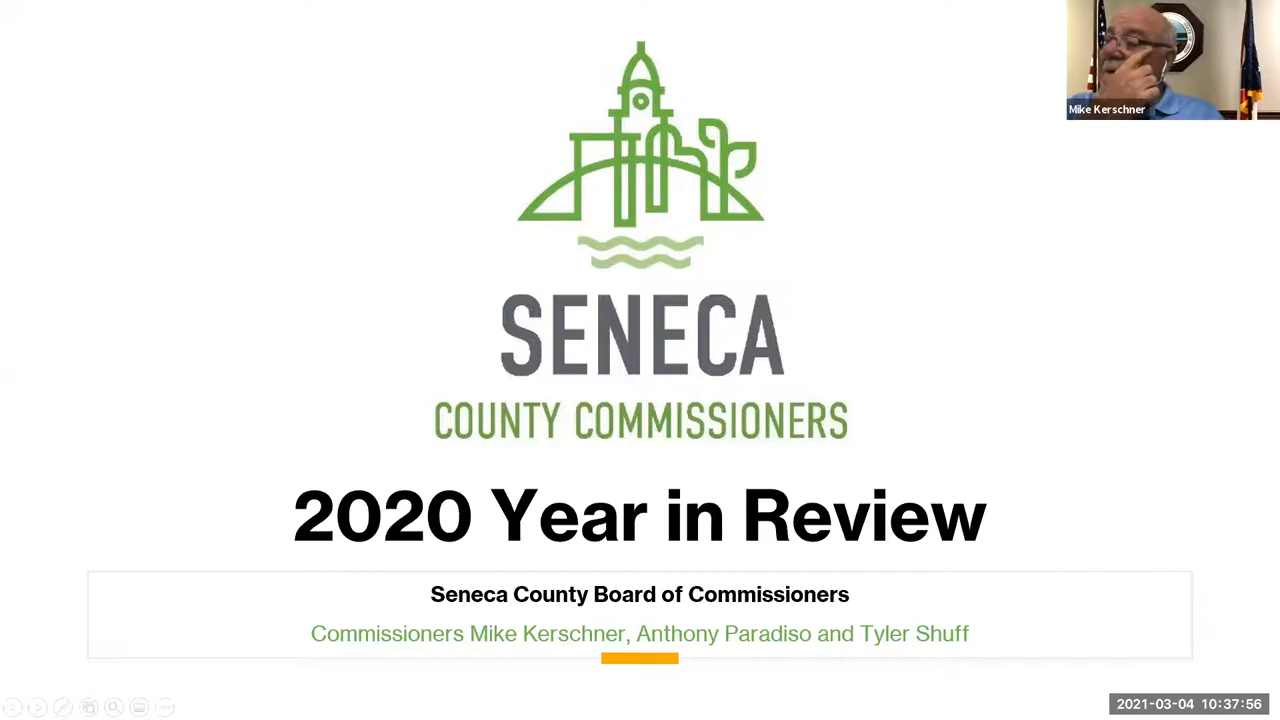 Mike Kerschner
SENECA
COUNTY COMMISSIONERS
2020 Year in Review
Seneca County Board of Commissioners
Commissioners Mike Kerschner, Anthony Paradiso and Tyler Shuff
2021-03-04 10:37:56